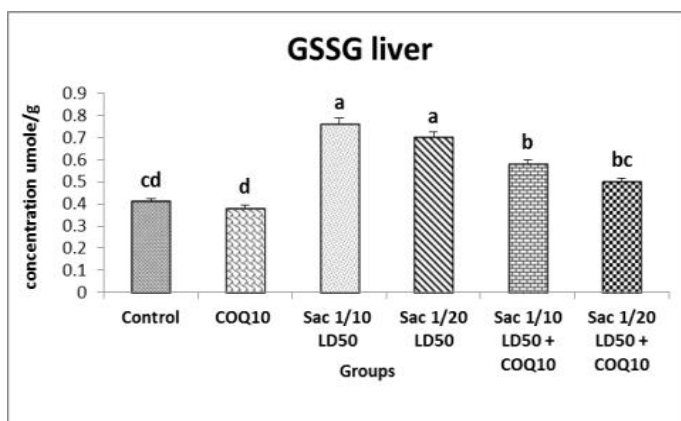 GSSG liver
concentration umole/g
0.9
0.8
0.7
0.6
0.5
0.4
0.3
0.2
0.1
0
cd
d
a
a
b
bc
Control
COQ10
Sac 1/10
LD50
Sac 1/20
LD50
Sac 1/10
LD50 +
COQ10
Sac 1/20
LD50 +
COQ10
Groups